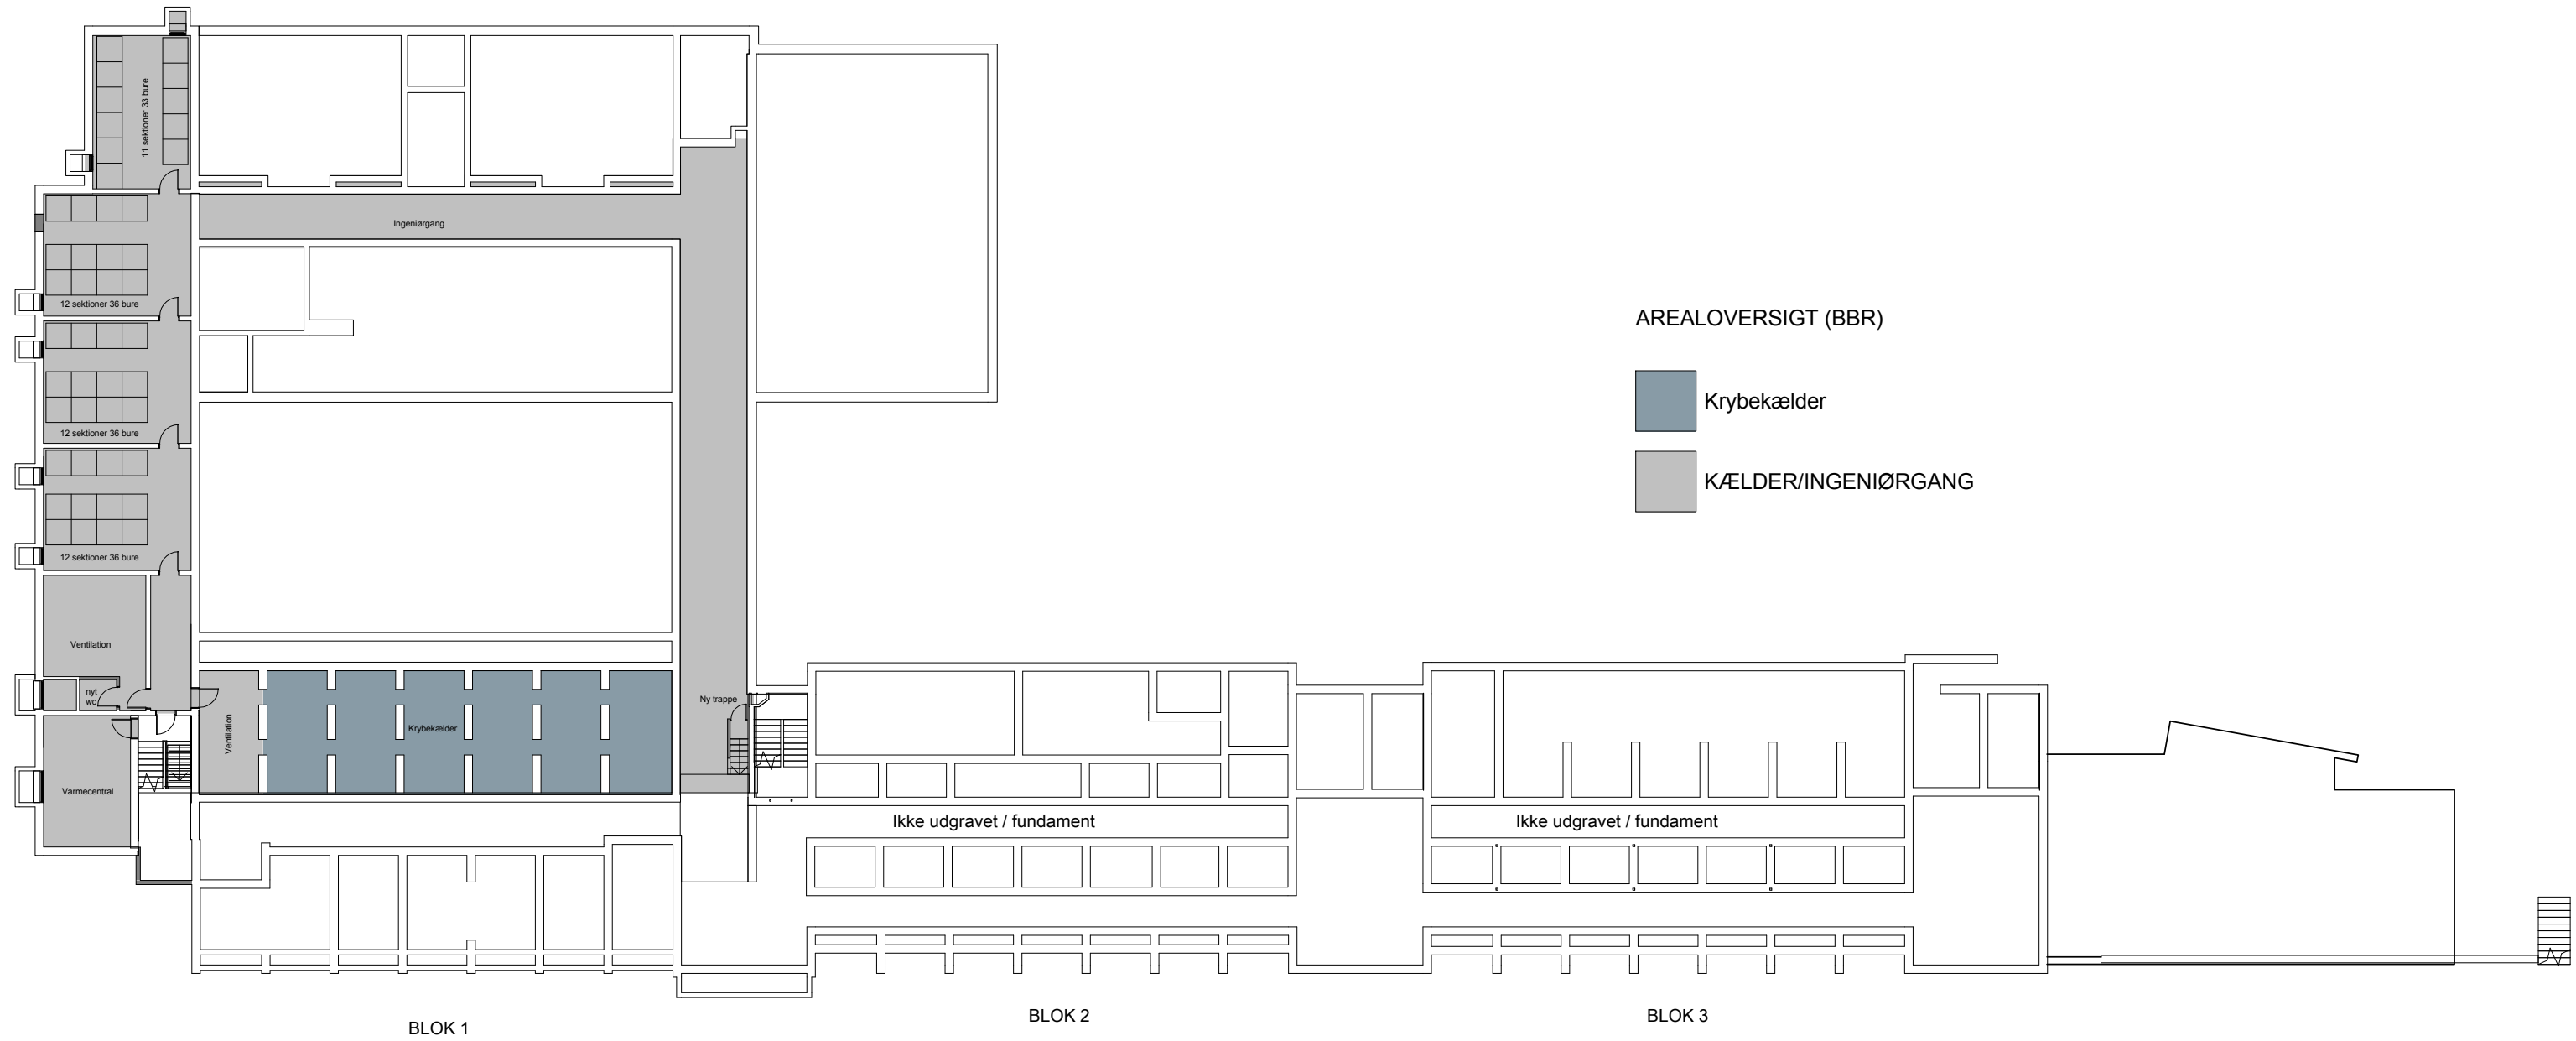 11 sektioner 33 bure
Ingeniørgang
12 sektioner 36 bure
AREALOVERSIGT (BBR)
Krybekælder
12 sektioner 36 bure
KÆLDER/INGENIØRGANG
12 sektioner 36 bure
Ventilation
nyt
wc
Ny trappe
Ventilation
Krybekælder
Varmecentral
Ikke udgravet / fundament
Ikke udgravet / fundament
BLOK 1
BLOK 2
BLOK 3